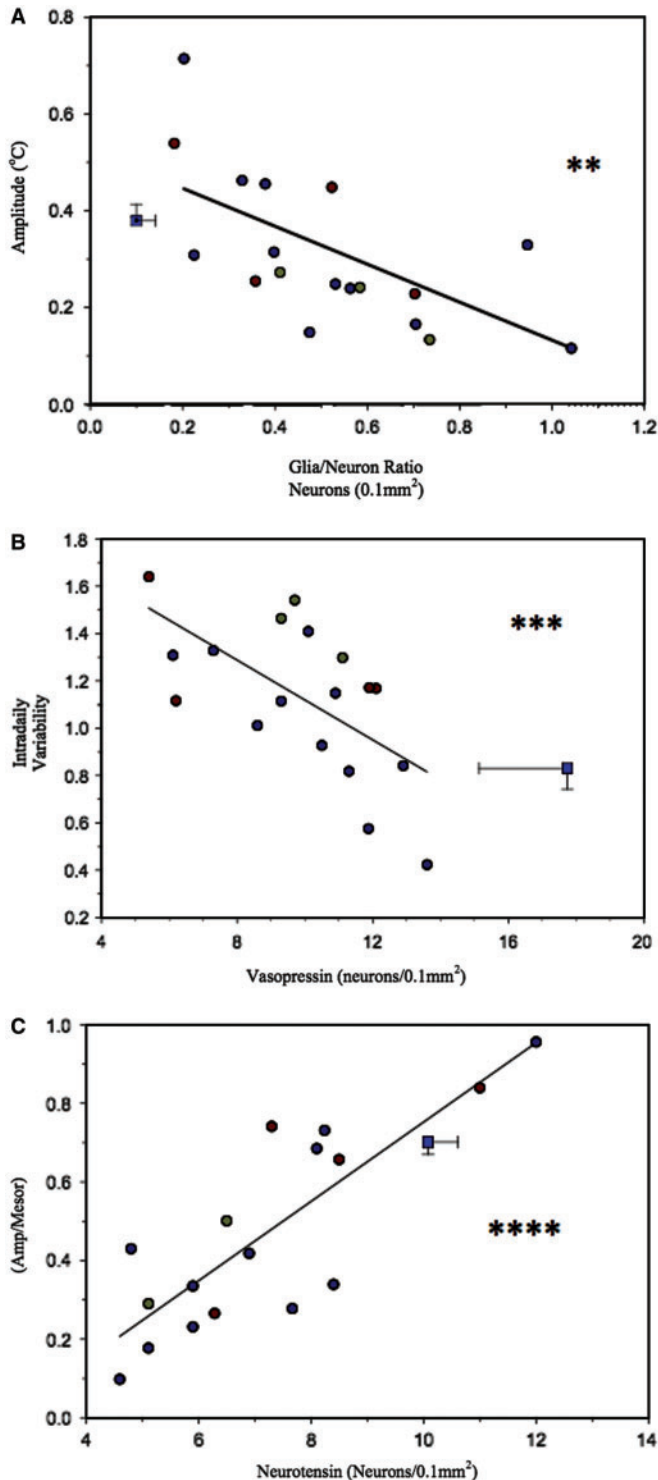 A
0.8
0.6
0.4
0.2
0.0
Amplitude (°C)
**
0.0 0.2 0.4 0.6 0.8 1.0 1.2
Glia/Neuron Ratio
Neurons (0.1mm²)
B
1.8
1.6
1.4
1.2
1.0
0.8
0.6
0.4
0.2
Intradaily
Variability
***
4 8 12 16 20
Vasopressin (neurons/0.1mm²)
C
1.0
0.8
0.6
0.4
0.2
0.0
(Amp/Mesor)
****
4 6 8 10 12 14
Neurotensin (Neurons/0.1mm²)